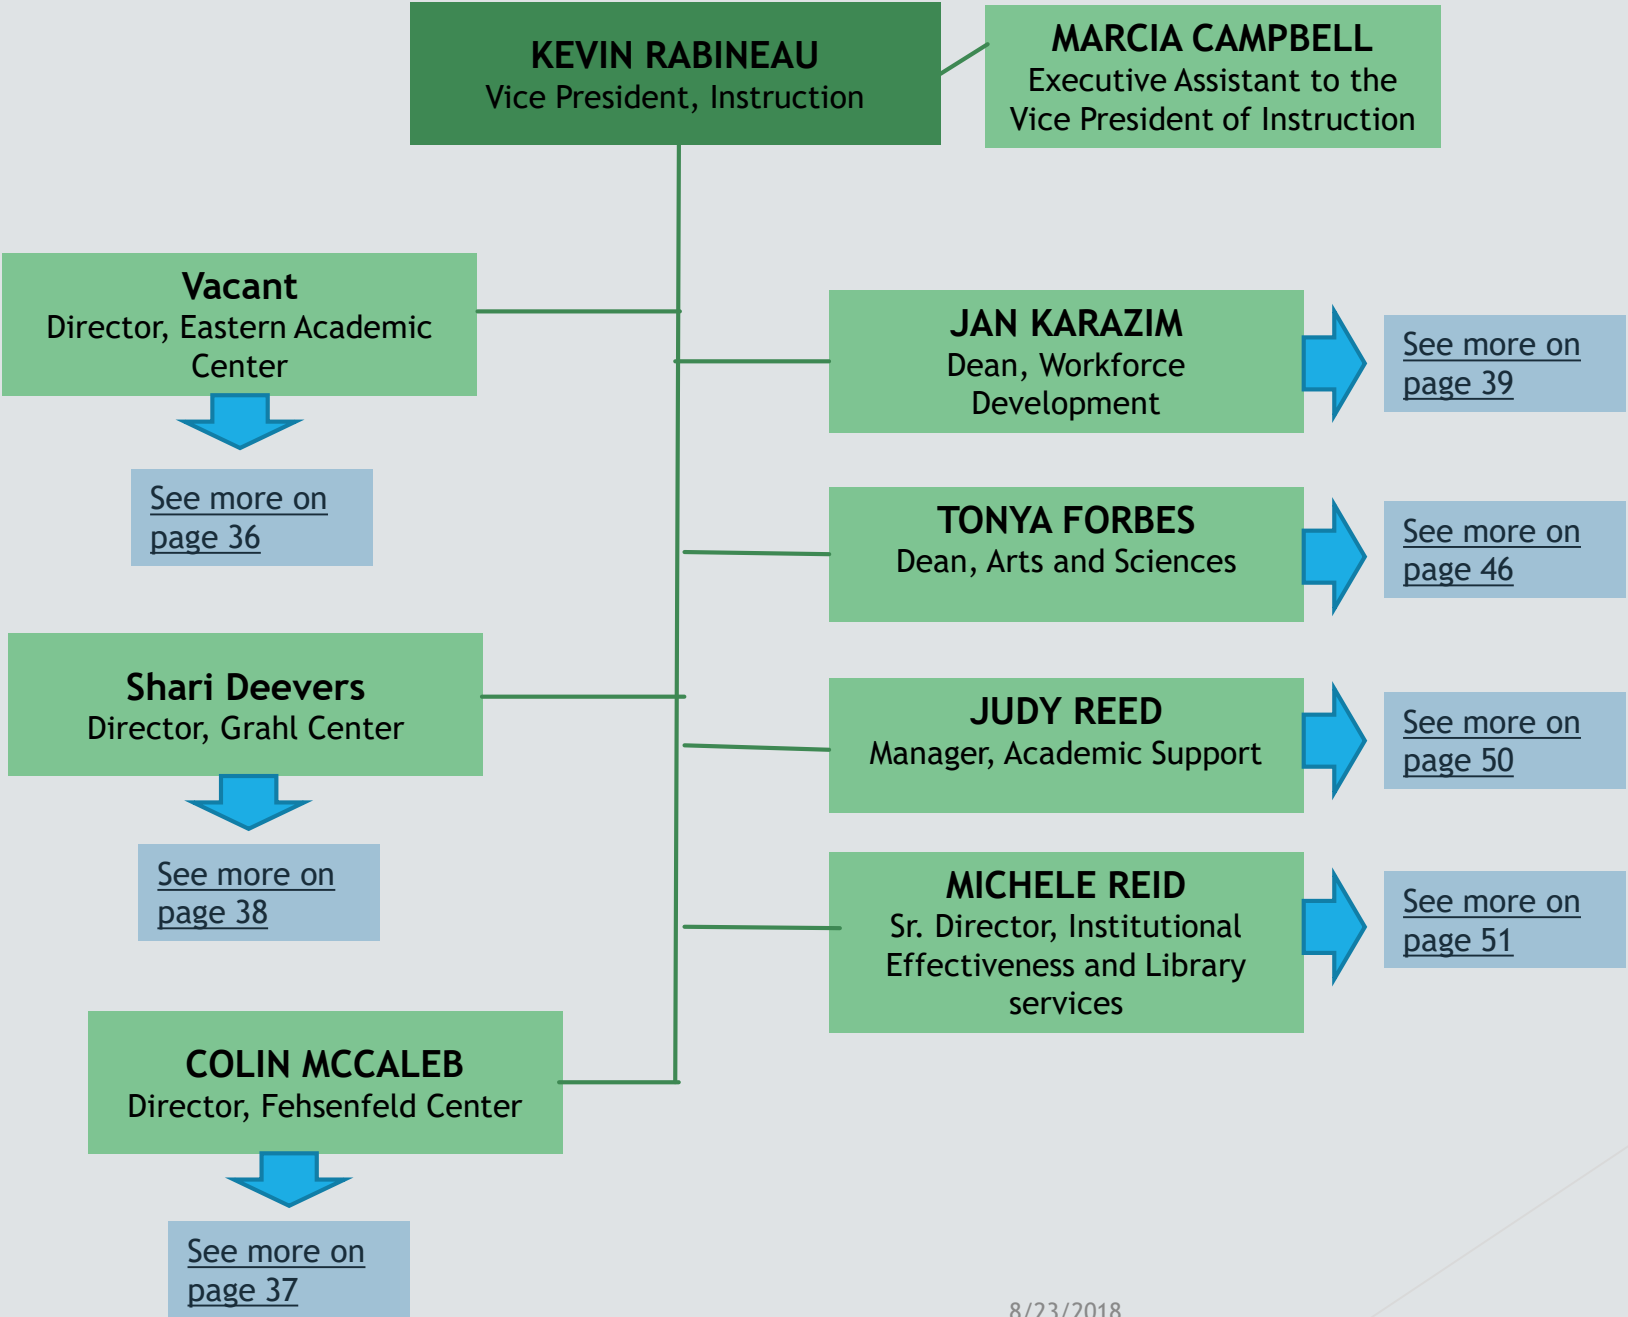 KEVIN RABINEAU
Vice President, Instruction
MARCIA CAMPBELL
Executive Assistant to the
Vice President of Instruction
Vacant
Director, Eastern Academic
Center
See more on
page 36
JAN KARAZIM
Dean, Workforce
Development
See more on
page 39
TONYA FORBES
Dean, Arts and Sciences
See more on
page 46
Shari Deevers
Director, Grahl Center
See more on
page 38
JUDY REED
Manager, Academic Support
See more on
page 50
MICHELE REID
Sr. Director, Institutional
Effectiveness and Library
services
See more on
page 51
COLIN MCCALEB
Director, Fehsenfeld Center
See more on
page 37
8/23/2018